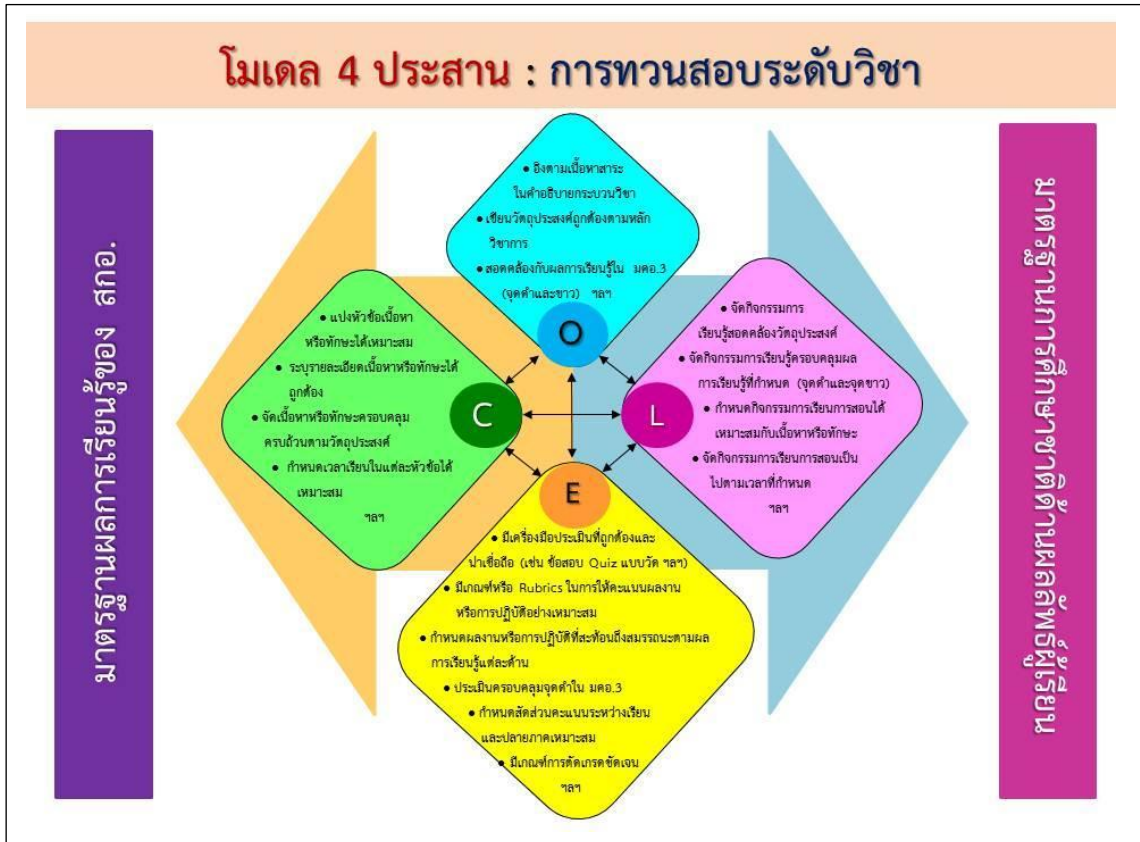 โมเดล 4 ประสาน : การทวนสอบระดับวิชา
มาตรฐานผลการเรียนรู้ของ สกอ.
● อิงตามเนื้อหาสาระ
ในคำอธิบายกระบวนวิชา
● เขียนวัตถุประสงค์ถูกต้องตามหลัก
วิชาการ
● สอดคล้องกับผลการเรียนรู้ใน มคอ.3
(จุดดำและขาว) ฯลฯ
O
● แบ่งหัวข้อเนื้อหา
หรือทักษะได้เหมาะสม
● ระบุรายละเอียดเนื้อหาหรือทักษะได้
ถูกต้อง
● จัดเนื้อหาหรือทักษะครอบคลุม
ครบถ้วนตามวัตถุประสงค์
● กำหนดเวลาเรียนในแต่ละหัวข้อได้
เหมาะสม
ฯลฯ
C
L
● จัดกิจกรรมการ
เรียนรู้สอดคล้องวัตถุประสงค์
● จัดกิจกรรมการเรียนรู้ครอบคลุมผล
การเรียนรู้ที่กำหนด (จุดดำและจุดขาว)
● กำหนดกิจกรรมการเรียนการสอนได้
เหมาะสมกับเนื้อหาหรือทักษะ
● จัดกิจกรรมการเรียนการสอนเป็น
ไปตามเวลาที่กำหนด
ฯลฯ
E
● มีเครื่องมือประเมินที่ถูกต้องและ
น่าเชื่อถือ (เช่น ข้อสอบ Quiz แบบวัด ฯลฯ)
● มีเกณฑ์หรือ Rubrics ในการให้คะแนนผลงาน
หรือการปฏิบัติอย่างเหมาะสม
● กำหนดผลงานหรือการปฏิบัติที่สะท้อนถึงสมรรถนะตามผล
การเรียนรู้แต่ละด้าน
● ประเมินครอบคลุมจุดดำใน มคอ.3
● กำหนดสัดส่วนคะแนนระหว่างเรียน
และปลายภาคเหมาะสม
● มีเกณฑ์การตัดเกรดชัดเจน
ฯลฯ
มาตรฐานการศึกษาชาติด้านผลลัพธ์ผู้เรียน